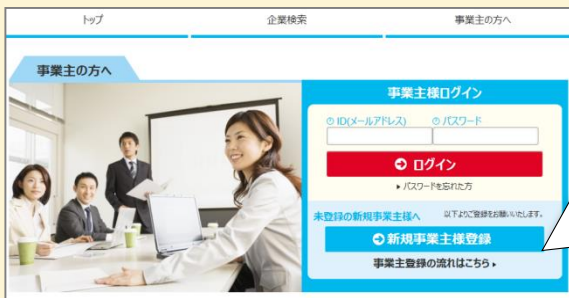 トップ 企業検索 事業主の方へ
事業主の方へ
事業主様ログイン
ID(メールアドレス) パスワード
ログイン
パスワードを忘れた方
未登録の新規事業主様へ 以下よりご登録をお願いいたします。
新規事業主様登録
事業主登録の流れはこちら